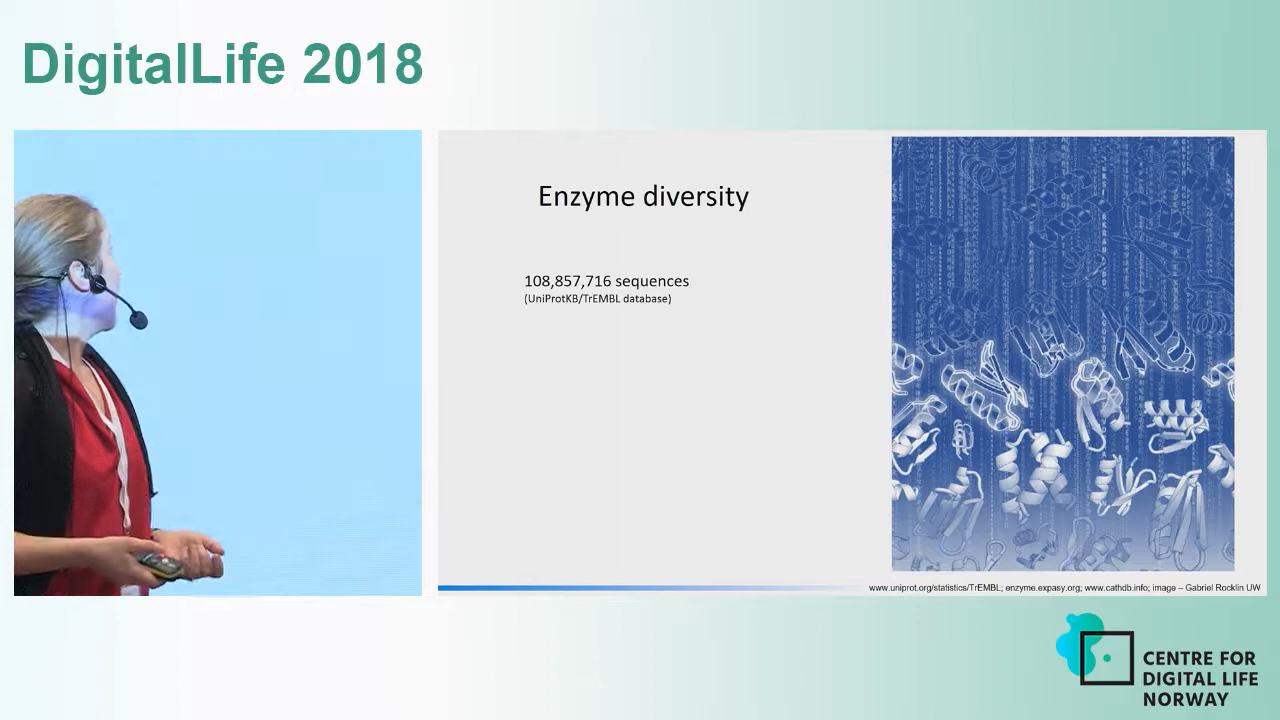 DigitalLife 2018
Enzyme diversity
108,857,716 sequences
(UniProtKB/TrEMBL database)
www.uniprot.org/statistics/TrEMBL; enzyme.expasy.org; www.cathdb.info; image – Gabriel Rocklin UW
CENTRE FOR
DIGITAL LIFE
NORWAY